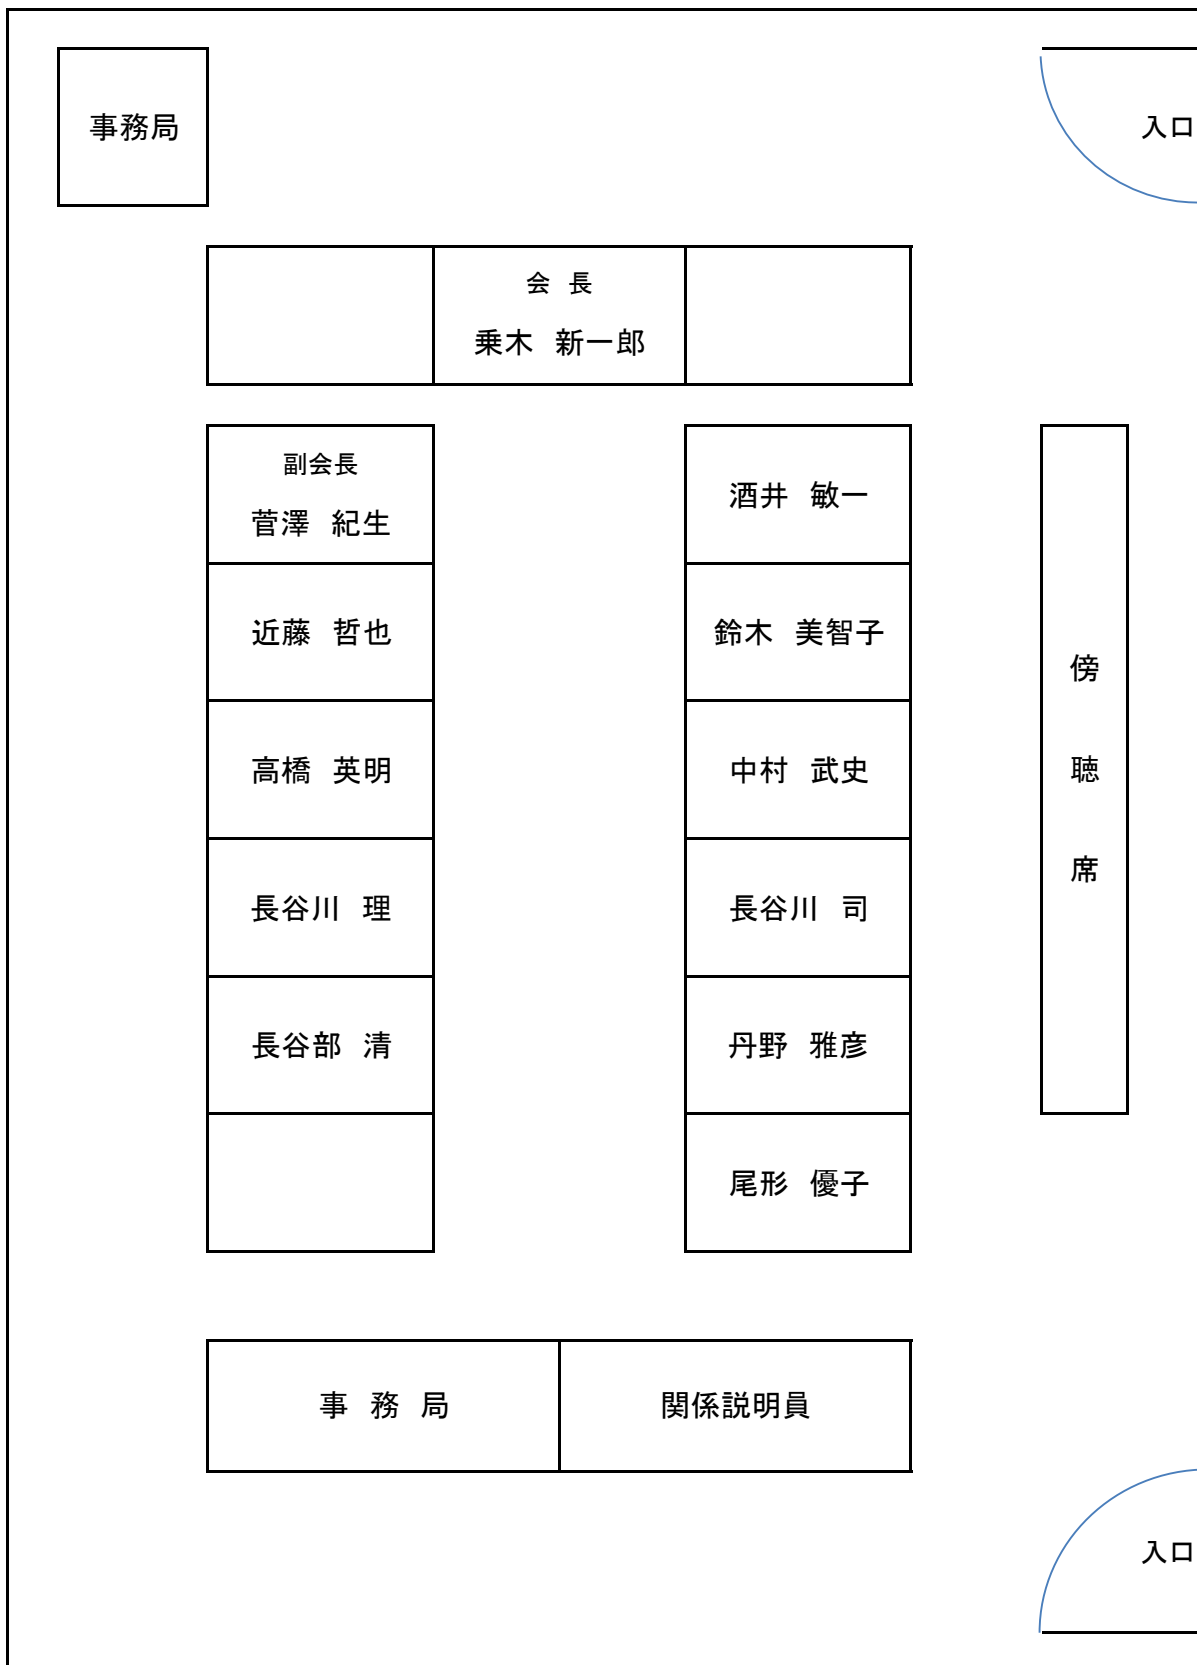 事務局
入口
会 長
乗木 新一郎
副会長
菅澤 紀生
酒井 敏一
近藤 哲也
鈴木 美智子
高橋 英明
中村 武史
長谷川 理
長谷川 司
長谷部 清
丹野 雅彦
尾形 優子
傍
聴
席
事 務 局
関係説明員
入口